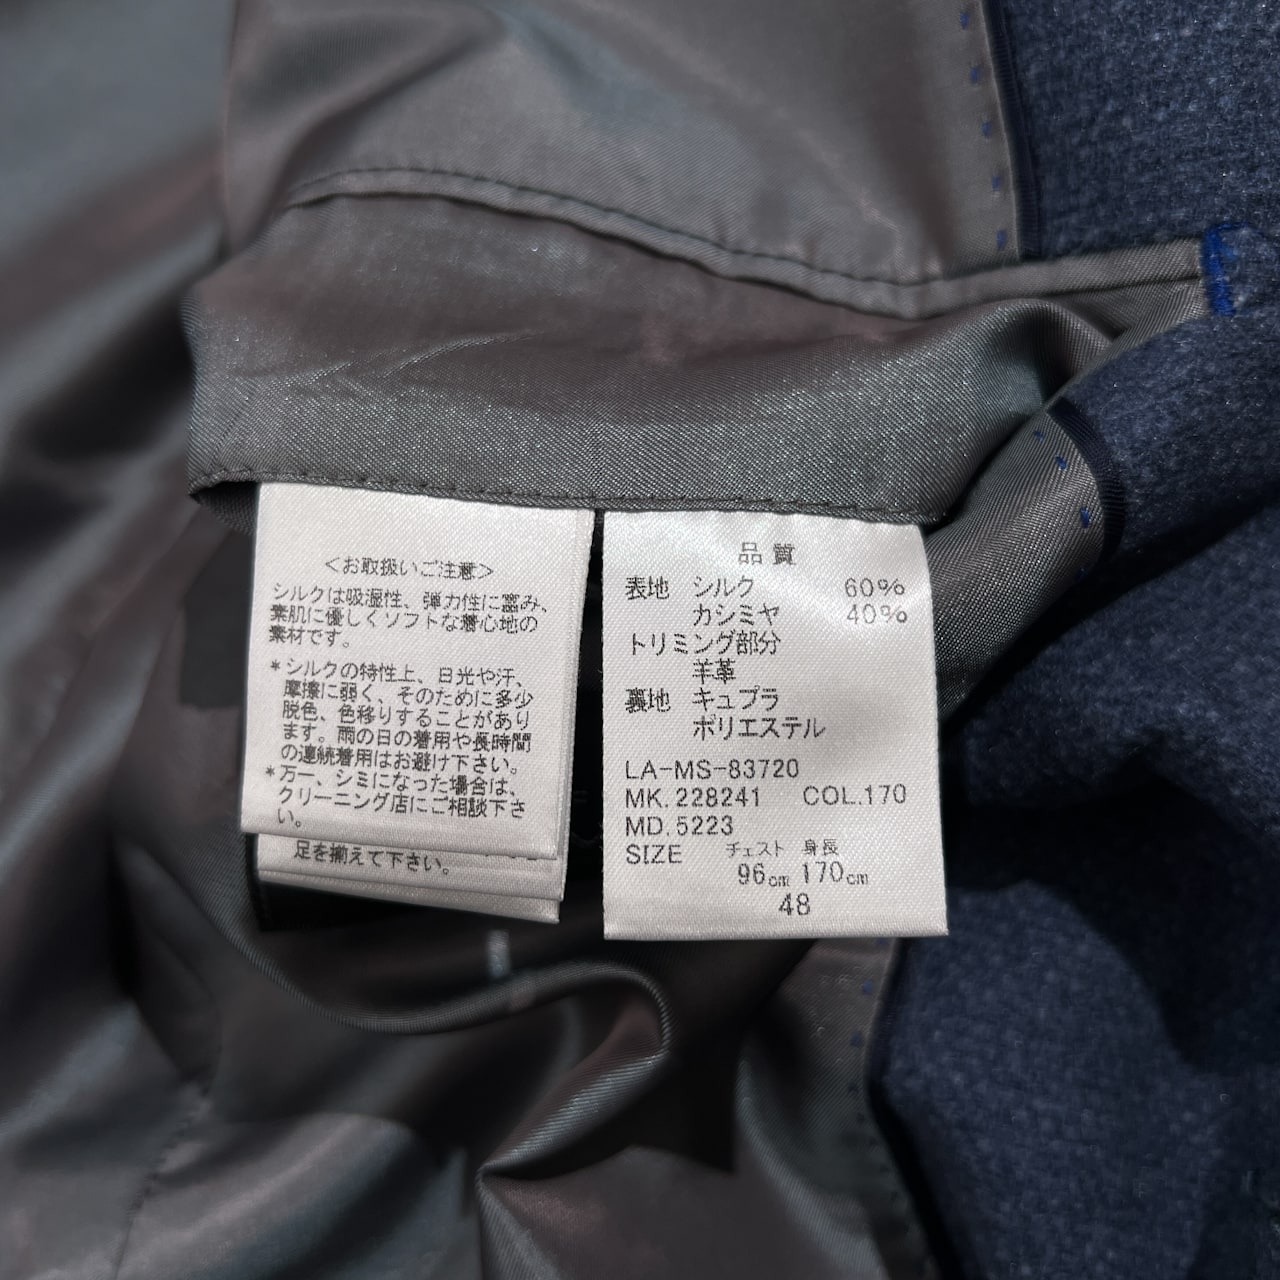 <お取扱いご注意>
シルクは吸湿性、弾力性に富み、
素肌に優しくソフトな着心地の
素材です。
*シルクの特性上、日光や汗、
摩擦に弱く、そのために多少
脱色、色移りすることがあり
ます。雨の日の着用や長時間
の連続着用はお避け下さい。
*万一、シミになった場合は、
クリーニング店にご相談下さ
い。
足を揃えて下さい。
品質
表地 シルク 60%
カシミヤ 40%
トリミング部分
羊革
裏地 キュプラ
ポリエステル
LA-MS-83720
MK.228241 COL.170
MD.5223
SIZE チェスト 身長
96cm 170cm
48